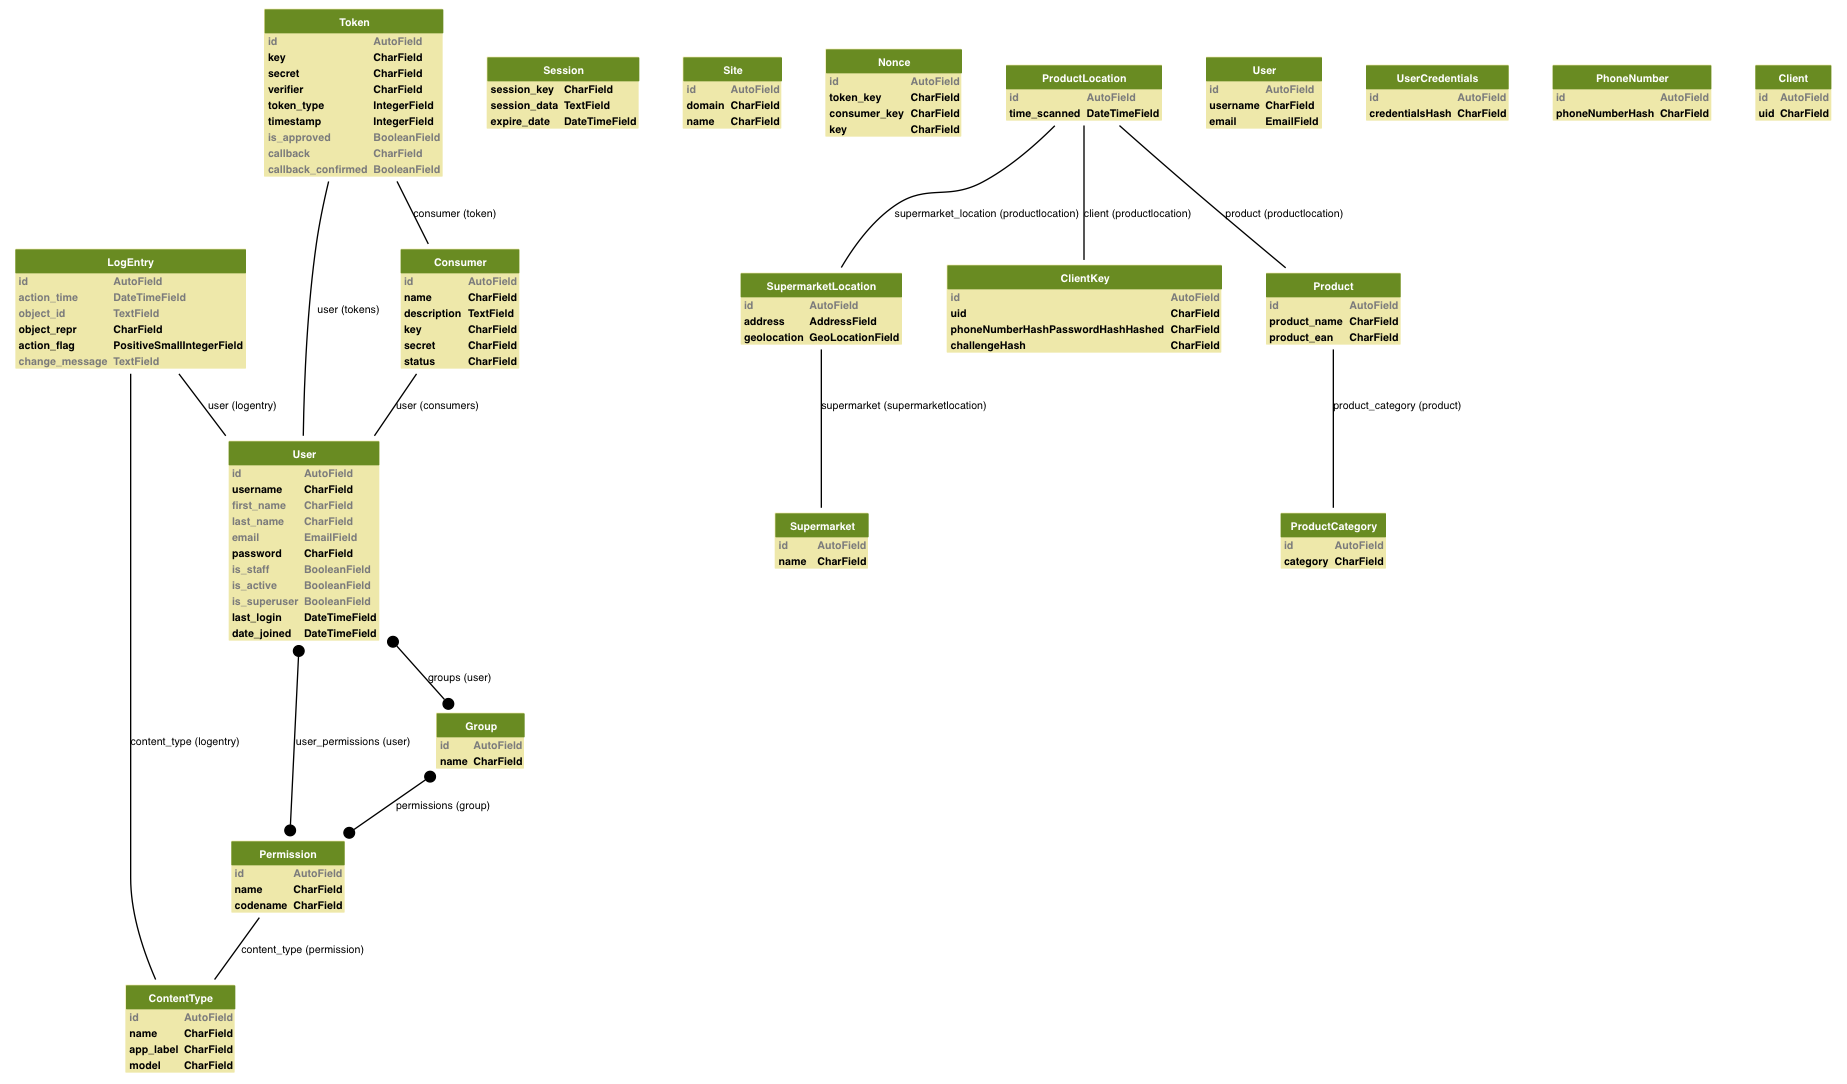 Token
id AutoField
key CharField
secret CharField
verifier CharField
token_type IntegerField
timestamp IntegerField
is_approved BooleanField
callback CharField
callback_confirmed BooleanField
Session
session_key CharField
session_data TextField
expire_date DateTimeField
Site
id AutoField
domain CharField
name CharField
Nonce
id AutoField
token_key CharField
consumer_key CharField
key CharField
ProductLocation
id AutoField
time_scanned DateTimeField
User
id AutoField
username CharField
email EmailField
UserCredentials
id AutoField
credentialsHash CharField
PhoneNumber
id AutoField
phoneNumberHash CharField
Client
id AutoField
uid CharField
consumer (token)
supermarket_location (productlocation)
client (productlocation)
product (productlocation)
LogEntry
id AutoField
action_time DateTimeField
object_id TextField
object_repr CharField
action_flag PositiveSmallIntegerField
change_message TextField
user (tokens)
Consumer
id AutoField
name CharField
description TextField
key CharField
secret CharField
status CharField
SupermarketLocation
id AutoField
address AddressField
geolocation GeoLocationField
ClientKey
id AutoField
uid CharField
phoneNumberHashPasswordHashHashed CharField
challengeHash CharField
Product
id AutoField
product_name CharField
product_ean CharField
user (logentry)
user (consumers)
supermarket (supermarketlocation)
product_category (product)
User
id AutoField
username CharField
first_name CharField
last_name CharField
email EmailField
password CharField
is_staff BooleanField
is_active BooleanField
is_superuser BooleanField
last_login DateTimeField
date_joined DateTimeField
Supermarket
id AutoField
name CharField
ProductCategory
id AutoField
category CharField
groups (user)
Group
id AutoField
name CharField
content_type (logentry)
user_permissions (user)
permissions (group)
Permission
id AutoField
name CharField
codename CharField
content_type (permission)
ContentType
id AutoField
name CharField
app_label CharField
model CharField